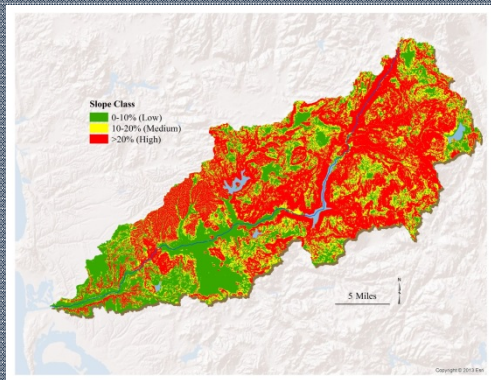 Slope Class
0-10% (Low)
10-20% (Medium)
>20% (High)
N
5 Miles
Copyright:© 2013 Esri